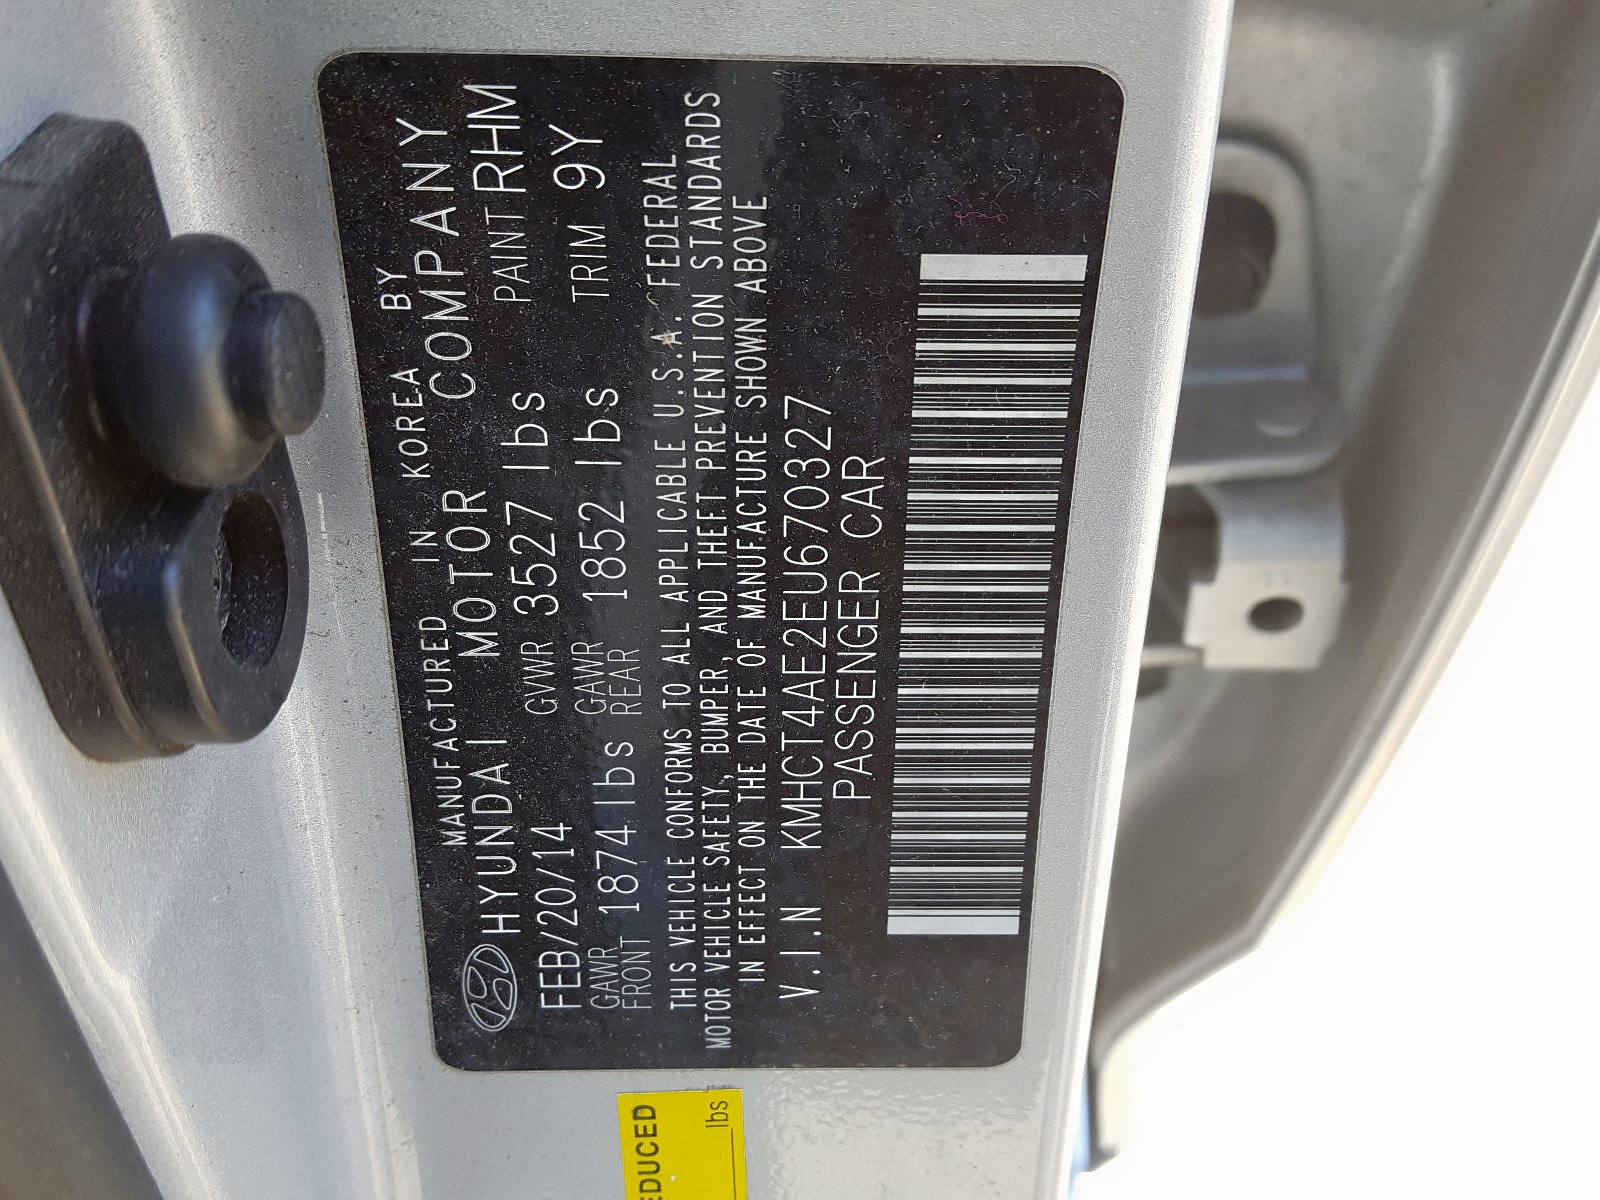 MANUFACTURED IN KOREA BY
HYUNDAI MOTOR COMPANY
FEB/20/14 GVWR 3527 lbs PAINT RHM
GAWR FRONT 1874 lbs GAWR REAR 1852 lbs TRIM 9Y
THIS VEHICLE CONFORMS TO ALL APPLICABLE U.S.A. FEDERAL
MOTOR VEHICLE SAFETY, BUMPER, AND THEFT PREVENTION STANDARDS
IN EFFECT ON THE DATE OF MANUFACTURE SHOWN ABOVE
V.I.N KMHCT4AE2EU670327
PASSENGER CAR
EDUCED
lbs